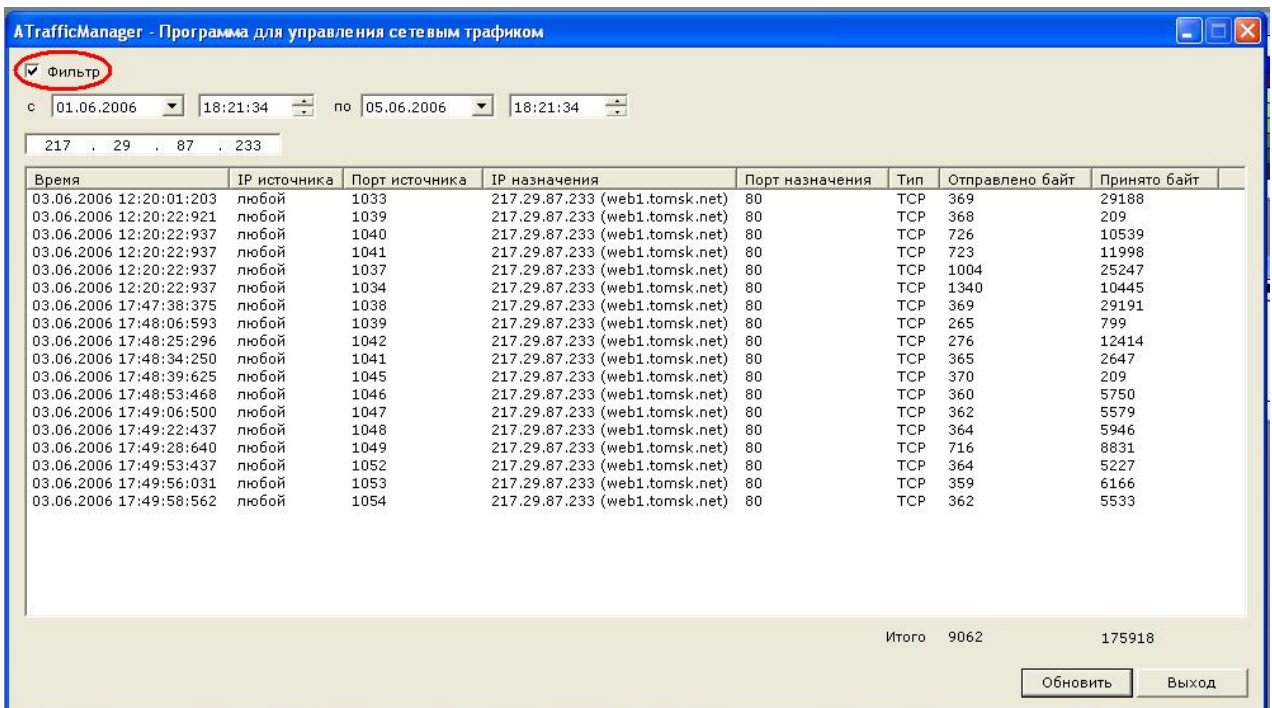 ATrafficManager - Программа для управления сетевым трафиком
Фильтр
с 01.06.2006 18:21:34 по 05.06.2006 18:21:34
217 . 29 . 87 . 233
Время IP источника Порт источника IP назначения Порт назначения Тип Отправлено байт Принято байт
03.06.2006 12:20:01:203 любой 1033 217.29.87.233 (web1.tomsk.net) 80 TCP 369 29188
03.06.2006 12:20:22:921 любой 1039 217.29.87.233 (web1.tomsk.net) 80 TCP 368 209
03.06.2006 12:20:22:937 любой 1040 217.29.87.233 (web1.tomsk.net) 80 TCP 726 10539
03.06.2006 12:20:22:937 любой 1041 217.29.87.233 (web1.tomsk.net) 80 TCP 723 11998
03.06.2006 12:20:22:937 любой 1037 217.29.87.233 (web1.tomsk.net) 80 TCP 1004 25247
03.06.2006 12:20:22:937 любой 1034 217.29.87.233 (web1.tomsk.net) 80 TCP 1340 10445
03.06.2006 17:47:38:375 любой 1038 217.29.87.233 (web1.tomsk.net) 80 TCP 369 29191
03.06.2006 17:48:06:593 любой 1039 217.29.87.233 (web1.tomsk.net) 80 TCP 265 799
03.06.2006 17:48:25:296 любой 1042 217.29.87.233 (web1.tomsk.net) 80 TCP 276 12414
03.06.2006 17:48:34:250 любой 1041 217.29.87.233 (web1.tomsk.net) 80 TCP 365 2647
03.06.2006 17:48:39:625 любой 1045 217.29.87.233 (web1.tomsk.net) 80 TCP 370 209
03.06.2006 17:48:53:468 любой 1046 217.29.87.233 (web1.tomsk.net) 80 TCP 360 5750
03.06.2006 17:49:06:500 любой 1047 217.29.87.233 (web1.tomsk.net) 80 TCP 362 5579
03.06.2006 17:49:22:437 любой 1048 217.29.87.233 (web1.tomsk.net) 80 TCP 364 5946
03.06.2006 17:49:28:640 любой 1049 217.29.87.233 (web1.tomsk.net) 80 TCP 716 8831
03.06.2006 17:49:53:437 любой 1052 217.29.87.233 (web1.tomsk.net) 80 TCP 364 5227
03.06.2006 17:49:56:031 любой 1053 217.29.87.233 (web1.tomsk.net) 80 TCP 359 6166
03.06.2006 17:49:58:562 любой 1054 217.29.87.233 (web1.tomsk.net) 80 TCP 362 5533
Итого 9062 175918
Обновить Выход